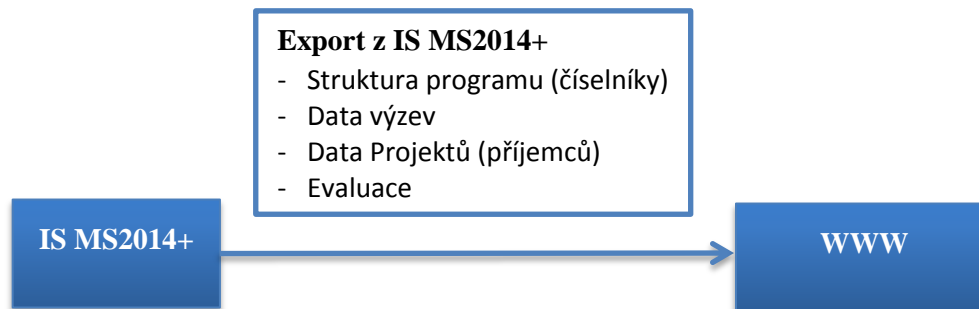 Export z IS MS2014+
- Struktura programu (číselníky)
- Data výzev
- Data Projektů (příjemců)
- Evaluace
IS MS2014+
WWW